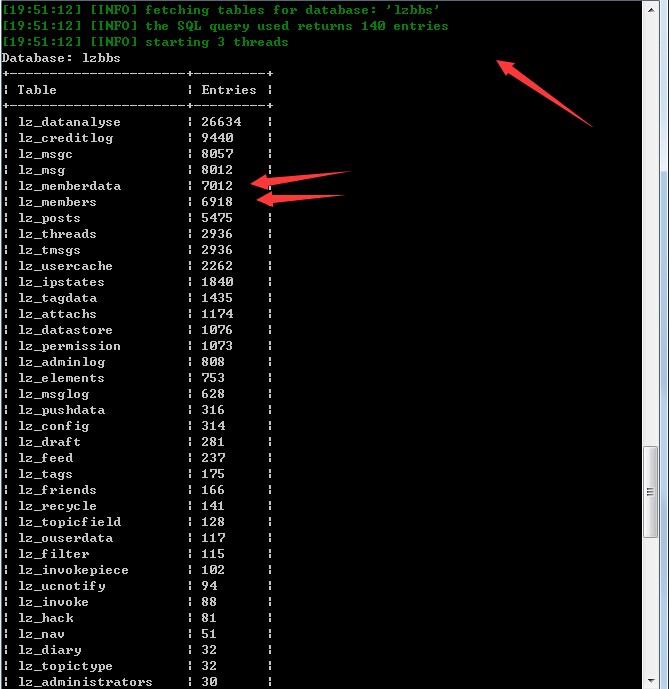 [19:51:12] [INFO] fetching tables for database: 'lzbbs'
[19:51:12] [INFO] the SQL query used returns 140 entries
[19:51:12] [INFO] starting 3 threads
Database: lzbbs
+-----------------------+---------+
¦ Table ¦ Entries ¦
+-----------------------+---------+
¦ lz_datanalyse ¦ 26634 ¦
¦ lz_creditlog ¦ 9440 ¦
¦ lz_msgc ¦ 8057 ¦
¦ lz_msg ¦ 8012 ¦
¦ lz_memberdata ¦ 7012 ¦
¦ lz_members ¦ 6918 ¦
¦ lz_posts ¦ 5475 ¦
¦ lz_threads ¦ 2936 ¦
¦ lz_tmsgs ¦ 2936 ¦
¦ lz_usercache ¦ 2262 ¦
¦ lz_ipstates ¦ 1840 ¦
¦ lz_tagdata ¦ 1435 ¦
¦ lz_attachs ¦ 1174 ¦
¦ lz_datastore ¦ 1076 ¦
¦ lz_permission ¦ 1073 ¦
¦ lz_adminlog ¦ 808 ¦
¦ lz_elements ¦ 753 ¦
¦ lz_msglog ¦ 628 ¦
¦ lz_pushdata ¦ 316 ¦
¦ lz_config ¦ 314 ¦
¦ lz_draft ¦ 281 ¦
¦ lz_feed ¦ 237 ¦
¦ lz_tags ¦ 175 ¦
¦ lz_friends ¦ 166 ¦
¦ lz_recycle ¦ 141 ¦
¦ lz_topicfield ¦ 128 ¦
¦ lz_ouserdata ¦ 117 ¦
¦ lz_filter ¦ 115 ¦
¦ lz_invokepiece ¦ 102 ¦
¦ lz_ucnotify ¦ 94 ¦
¦ lz_invoke ¦ 88 ¦
¦ lz_hack ¦ 81 ¦
¦ lz_nav ¦ 51 ¦
¦ lz_diary ¦ 32 ¦
¦ lz_topictype ¦ 32 ¦
¦ lz_administrators ¦ 30 ¦